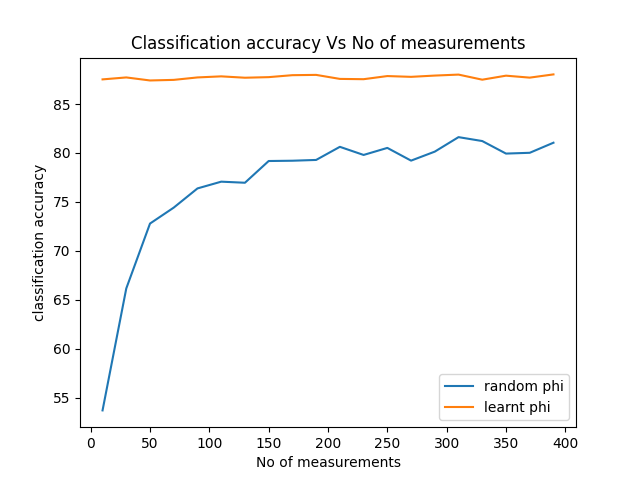 Classification accuracy Vs No of measurements
classification accuracy
85
80
75
70
65
60
55
0 50 100 150 200 250 300 350 400
No of measurements
random phi
learnt phi